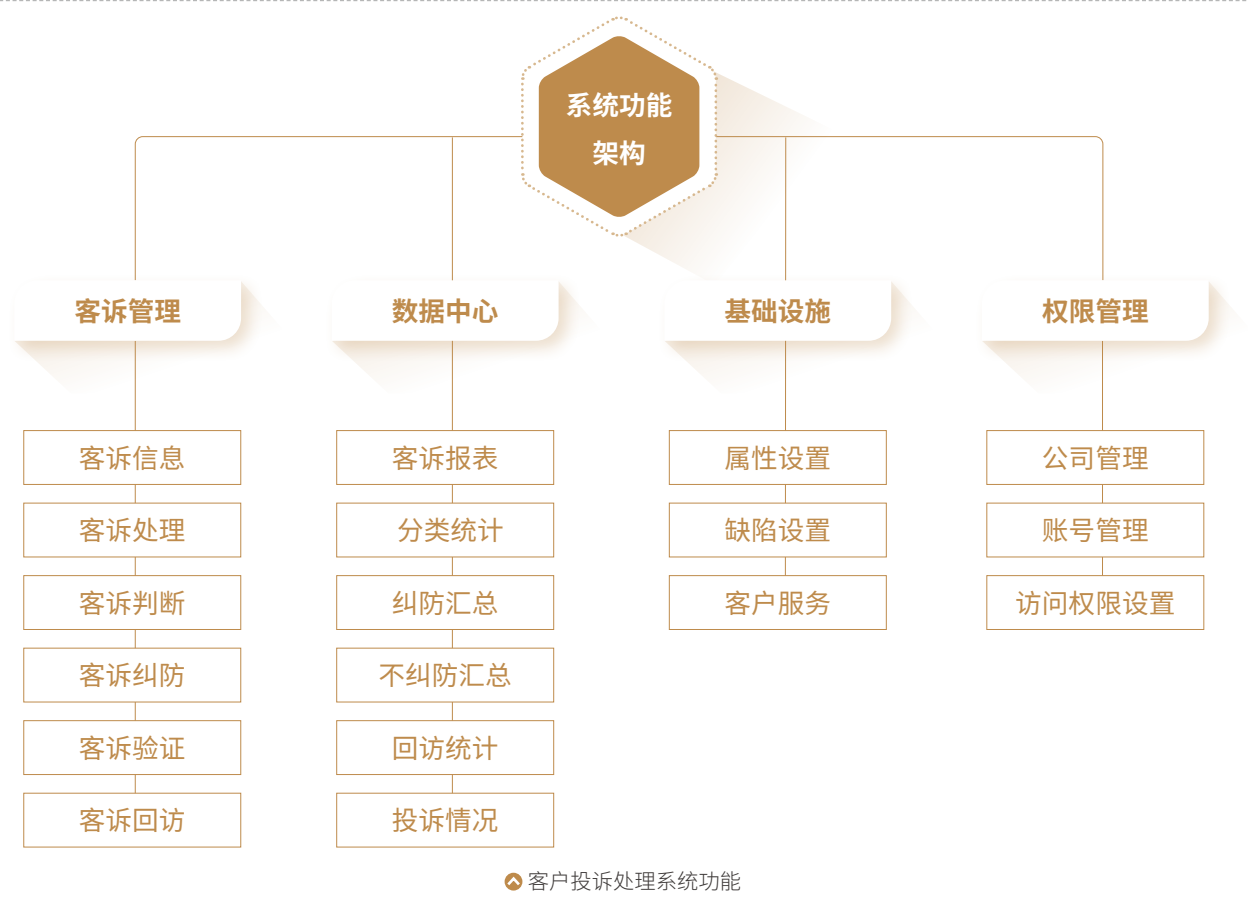 系统功能
架构
客诉管理
数据中心
基础设施
权限管理
客诉信息
客诉处理
客诉判断
客诉纠防
客诉验证
客诉回访
客诉报表
分类统计
纠防汇总
不纠防汇总
回访统计
投诉情况
属性设置
缺陷设置
客户服务
公司管理
账号管理
访问权限设置
客户投诉处理系统功能